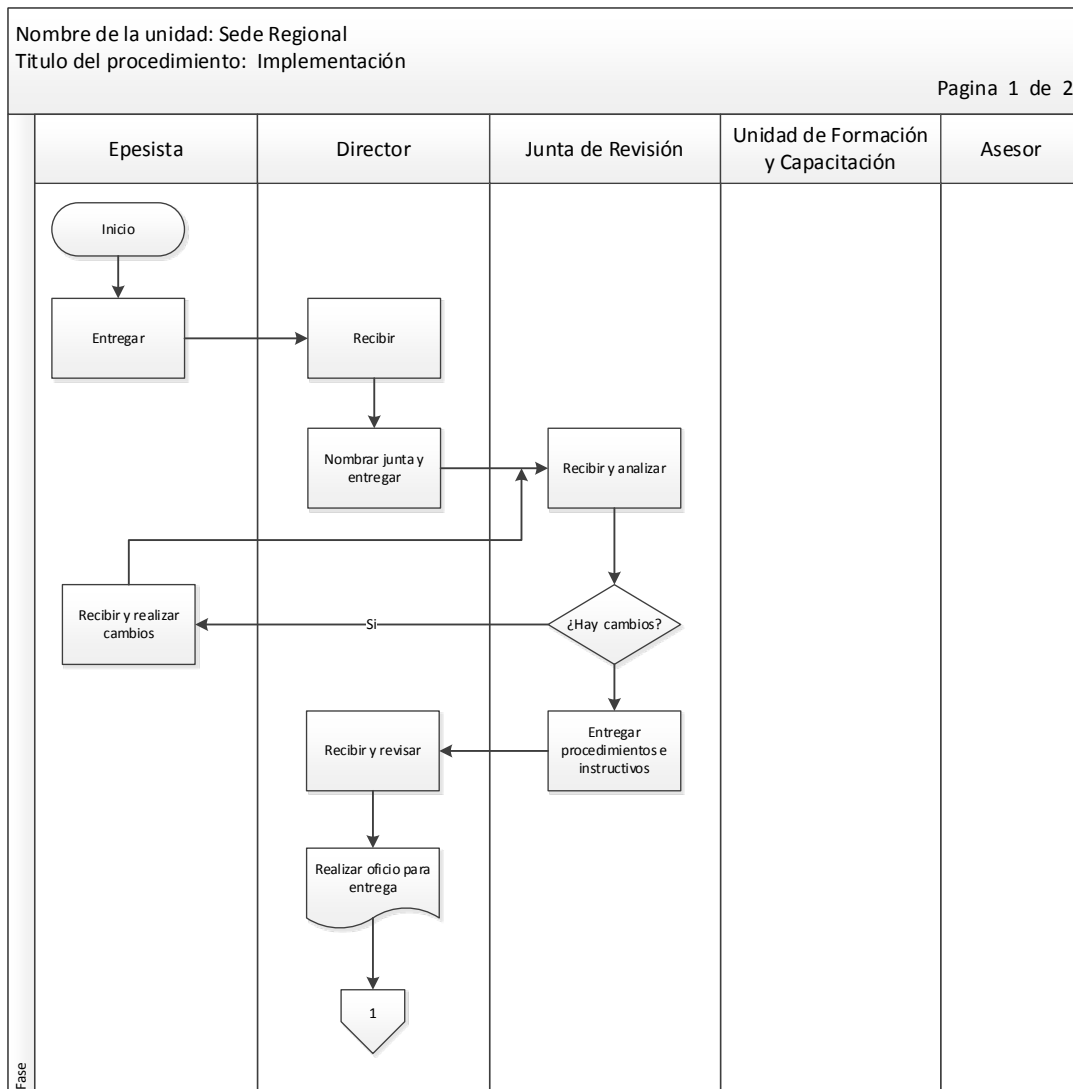 Nombre de la unidad: Sede Regional
Titulo del procedimiento: Implementación
Pagina 1 de 2
Epesista
Director
Junta de Revisión
Unidad de Formación
y Capacitación
Asesor
Inicio
Entregar
Recibir
Nombrar junta y
entregar
Recibir y analizar
Recibir y realizar
cambios
Si
¿Hay cambios?
Recibir y revisar
Entregar
procedimientos e
instructivos
Realizar oficio para
entrega
1
Fase